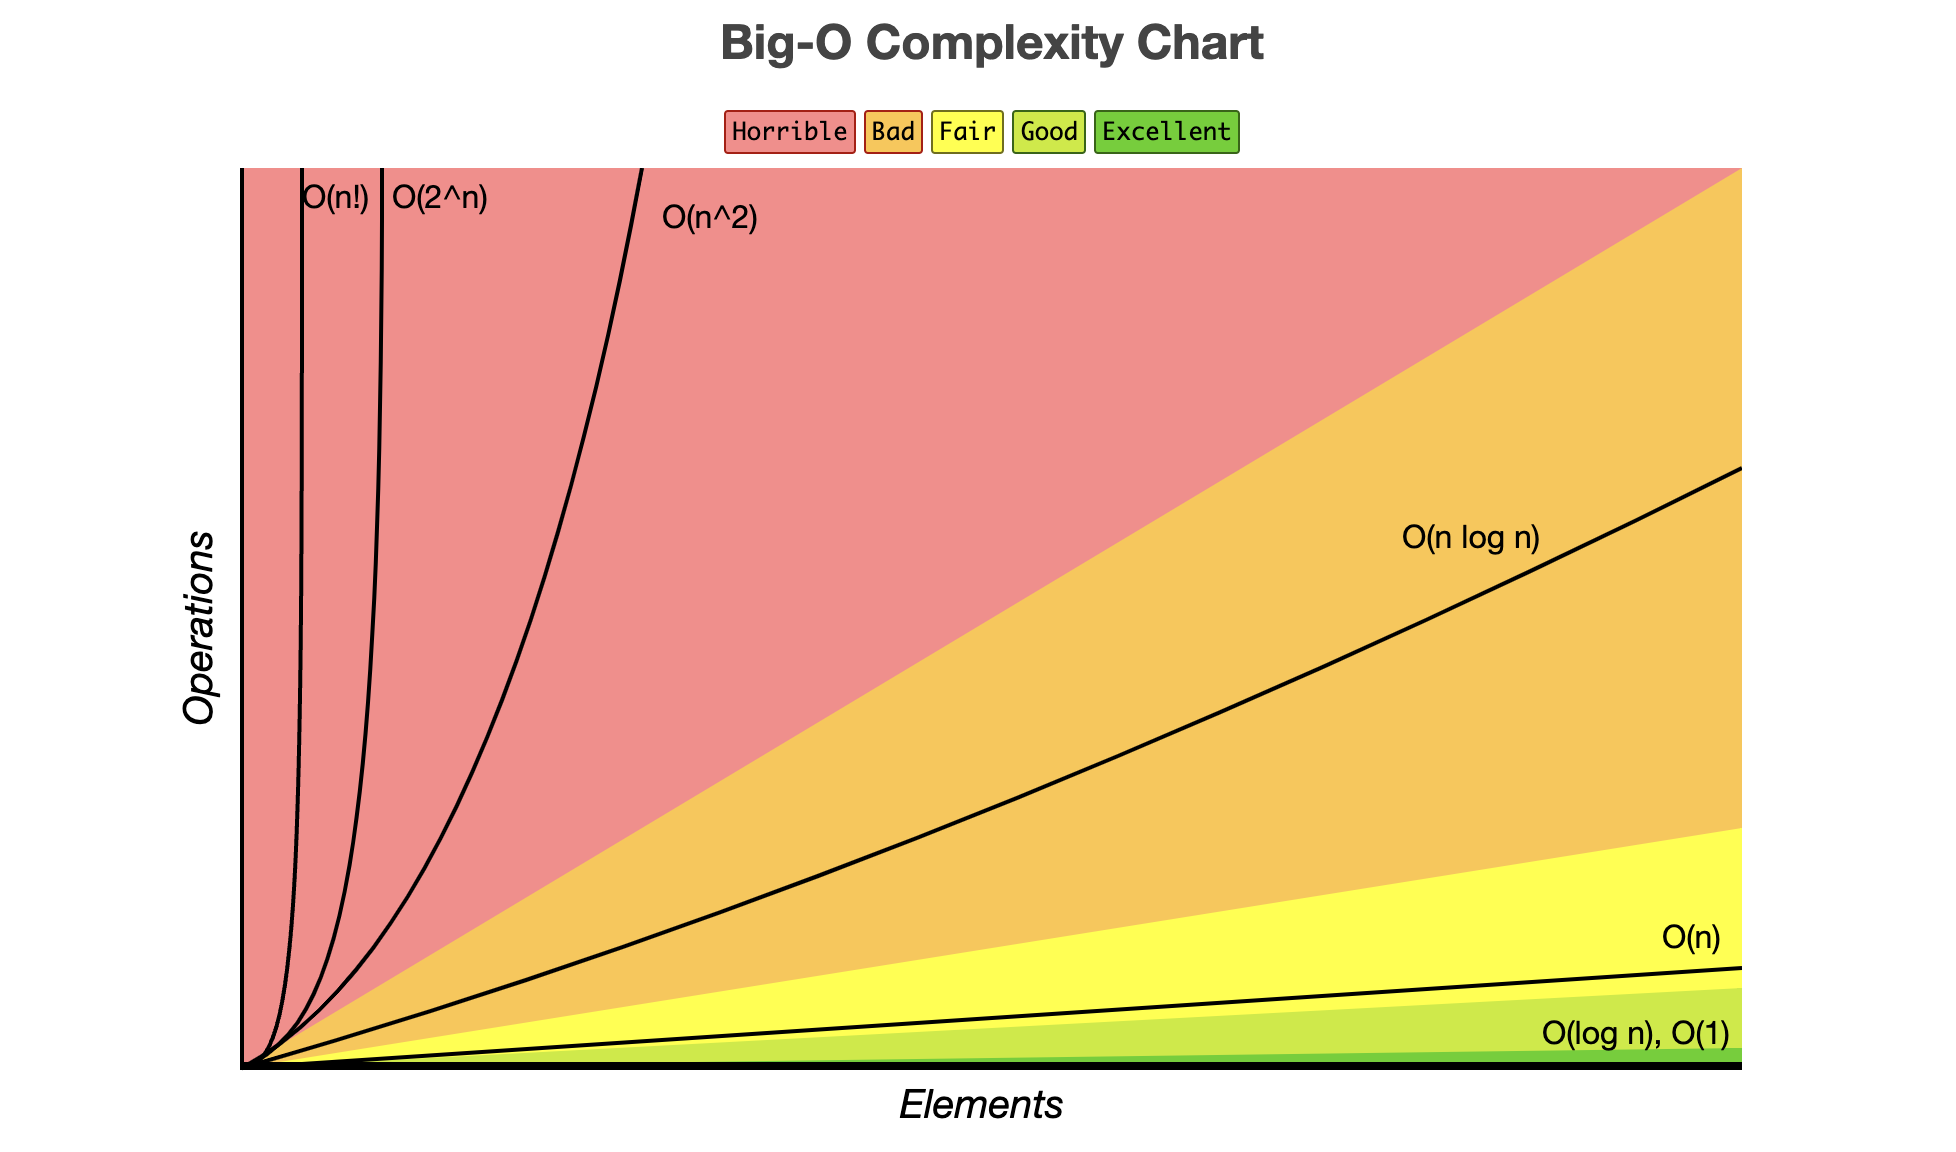 Big-O Complexity Chart
Horrible Bad Fair Good Excellent
O(n!) O(2^n)
O(n^2)
O(n log n)
Operations
O(n)
O(log n), O(1)
Elements